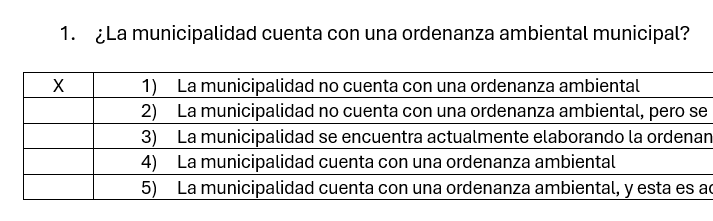 1. ¿La municipalidad cuenta con una ordenanza ambiental municipal?
X 1) La municipalidad no cuenta con una ordenanza ambiental
2) La municipalidad no cuenta con una ordenanza ambiental, pero se
3) La municipalidad se encuentra actualmente elaborando la
4) La municipalidad cuenta con una ordenanza ambiental
5) La municipalidad cuenta con una ordenanza ambiental, y esta es